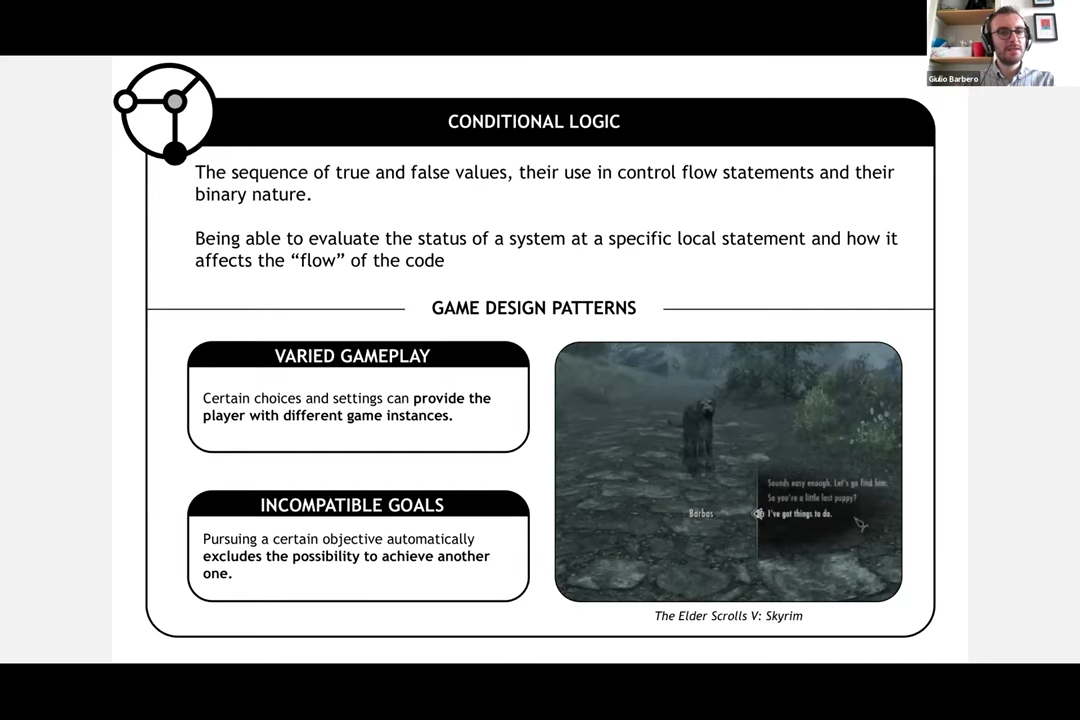 Giulio Barbero
CONDITIONAL LOGIC
The sequence of true and false values, their use in control flow statements and their
binary nature.
Being able to evaluate the status of a system at a specific local statement and how it
affects the “flow” of the code
GAME DESIGN PATTERNS
VARIED GAMEPLAY
Certain choices and settings can provide the
player with different game instances.
INCOMPATIBLE GOALS
Pursuing a certain objective automatically
excludes the possibility to achieve another
one.
Sounds easy enough. Let's go find him.
So you're a little lost puppy?
Barbas
I've got things to do.
The Elder Scrolls V: Skyrim